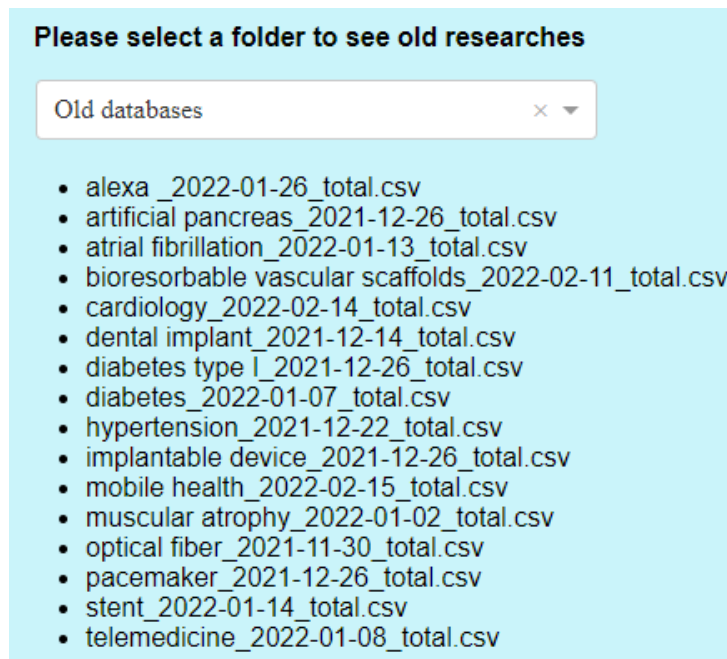 Please select a folder to see old researches
Old databases
alexa _2022-01-26_total.csv
artificial pancreas_2021-12-26_total.csv
atrial fibrillation_2022-01-13_total.csv
bioresorbable vascular scaffolds_2022-02-11_total.csv
cardiology_2022-02-14_total.csv
dental implant_2021-12-14_total.csv
diabetes type I_2021-12-26_total.csv
diabetes_2022-01-07_total.csv
hypertension_2021-12-22_total.csv
implantable device_2021-12-26_total.csv
mobile health_2022-02-15_total.csv
muscular atrophy_2022-01-02_total.csv
optical fiber_2021-11-30_total.csv
pacemaker_2021-12-26_total.csv
stent_2022-01-14_total.csv
telemedicine_2022-01-08_total.csv